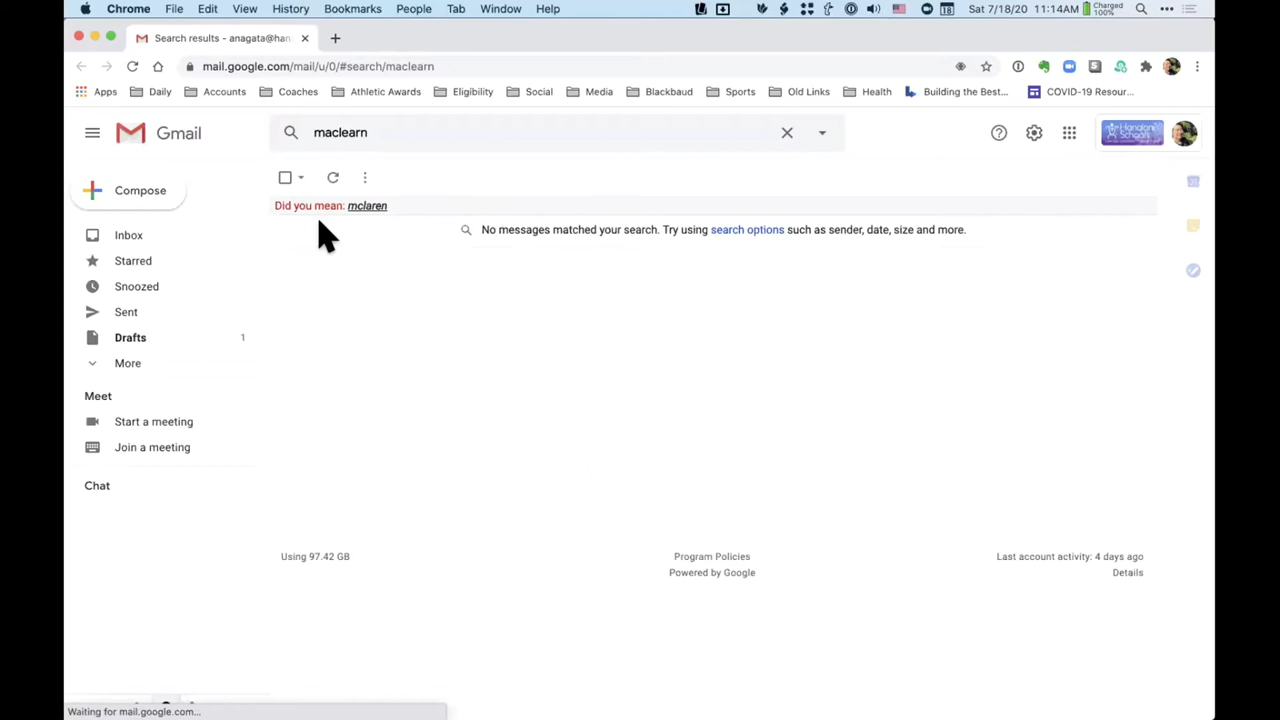 Chrome File Edit View History Bookmarks People Tab Window Help 18 Sat 7/18/20 11:14AM Charged 100%
Search results - anagata@han
mail.google.com/mail/u/0/#search/maclearn
Apps Daily Accounts Coaches Athletic Awards Eligibility Social Media Blackbaud Sports Old Links Health Building the Best... COVID-19 Resour...
Gmail
maclearn
Hanalani Schools
Compose
Did you mean: mclaren
No messages matched your search. Try using search options such as sender, date, size and more.
Inbox
Starred
Snoozed
Sent
Drafts 1
More
Meet
Start a meeting
Join a meeting
Chat
Using 97.42 GB
Program Policies
Powered by Google
Last account activity: 4 days ago
Details
Waiting for mail.google.com...